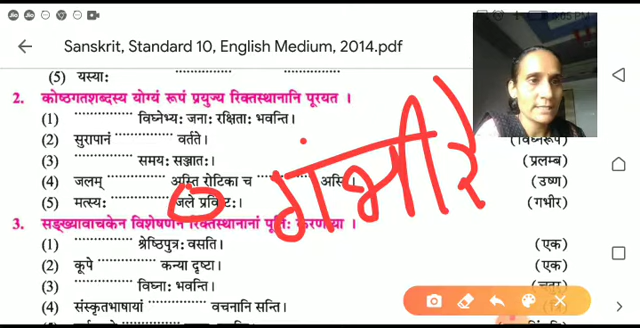 Sanskrit, Standard 10, English Medium, 2014.pdf
(5) यस्या: ................ ................
2. कोष्ठगतशब्दस्य योग्यं रूपं प्रयुज्य रिक्तस्थानानि पूरयत ।
(1) ................ विघ्नेभ्य: जना: रक्षिता: भवन्ति ।
(2) सुरापानं ................ वर्तते । (विघ्नरूप)
(3) ................ समय: सञ्जात: । (प्रलम्ब)
(4) जलम् ................ अस्ति रोटिका च ................ अस्ति । (उष्ण)
(5) मत्स्य: ................ जले प्रविष्ट: । (गभीर)
गंभीरे
3. सङ्ख्यावाचकेन विशेषणेन रिक्तस्थानानां पूर्ति: करणीया ।
(1) ................ श्रेष्ठिपुत्र: वसति । (एक)
(2) कूपे ................ कन्या दृष्टा । (एक)
(3) ................ विघ्ना: भवन्ति । (चतुर्)
(4) संस्कृतभाषायां ................ वचनानि सन्ति ।